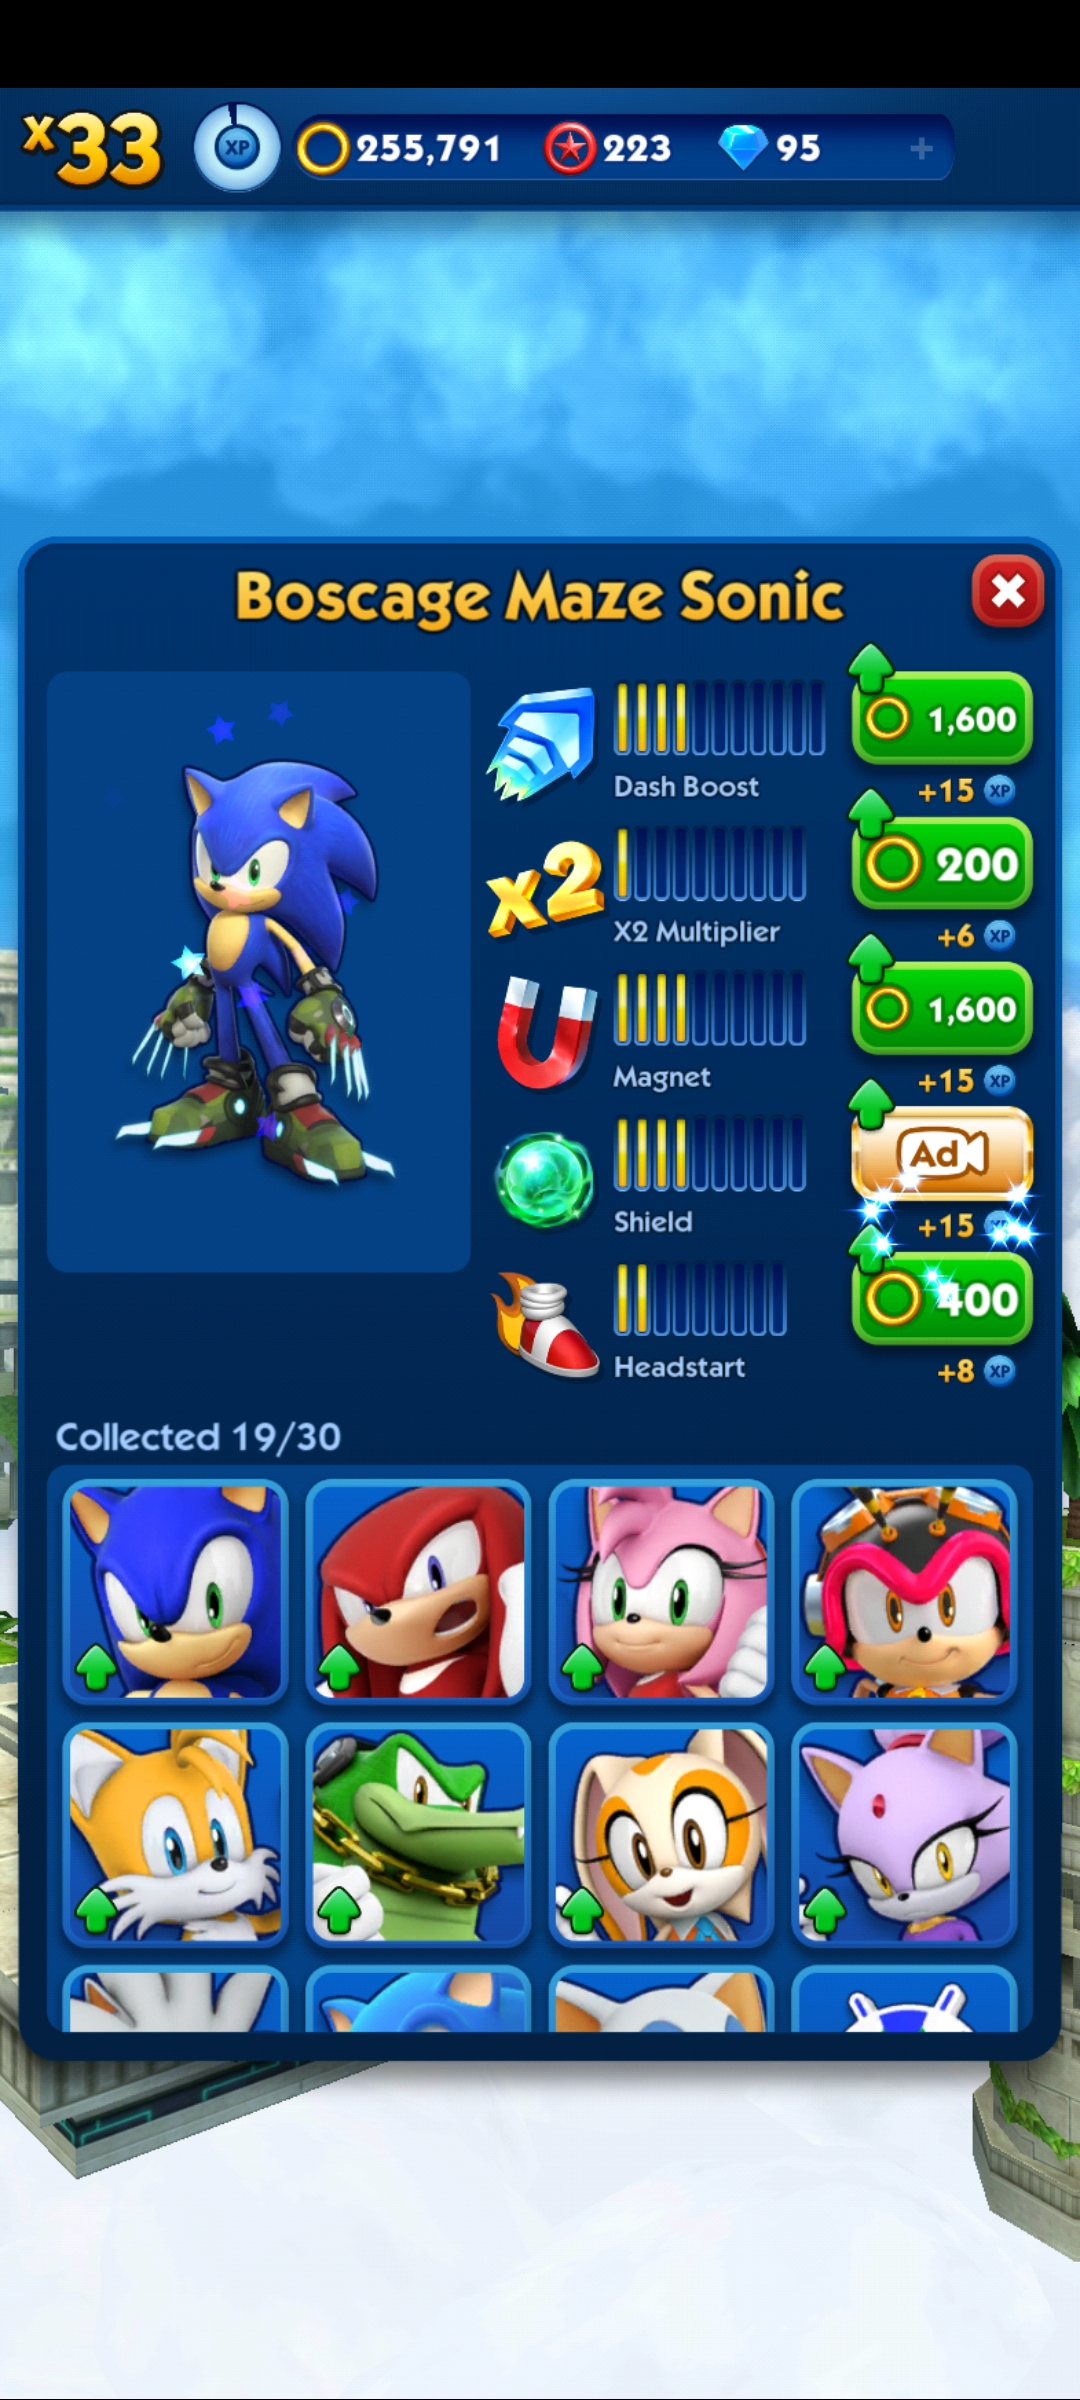 x33 XP 255,791 223 95 +
Boscage Maze Sonic
1,600
Dash Boost
+15 XP
x2
200
X2 Multiplier
+6 XP
1,600
Magnet
+15 XP
Ad
Shield
+15 XP
400
Headstart
+8 XP
Collected 19/30